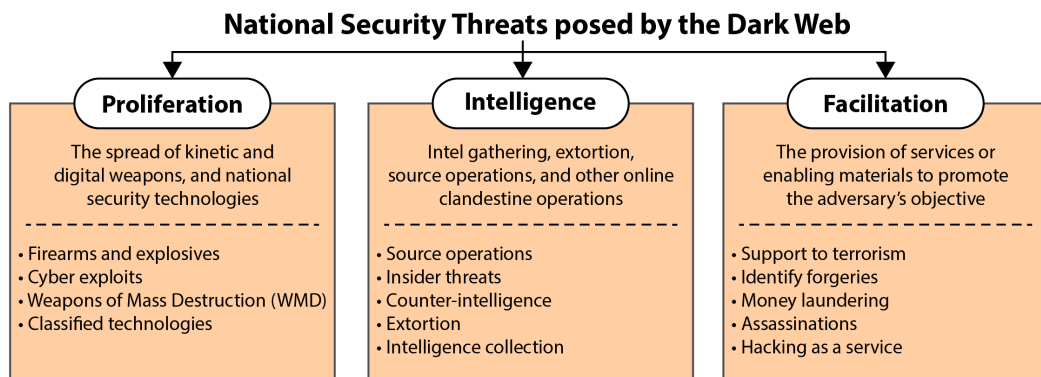 National Security Threats posed by the Dark Web
Proliferation
The spread of kinetic and
digital weapons, and national
security technologies
• Firearms and explosives
• Cyber exploits
• Weapons of Mass Destruction (WMD)
• Classified technologies
Intelligence
Intel gathering, extortion,
source operations, and other online
clandestine operations
• Source operations
• Insider threats
• Counter-intelligence
• Extortion
• Intelligence collection
Facilitation
The provision of services or
enabling materials to promote
the adversary’s objective
• Support to terrorism
• Identify forgeries
• Money laundering
• Assassinations
• Hacking as a service